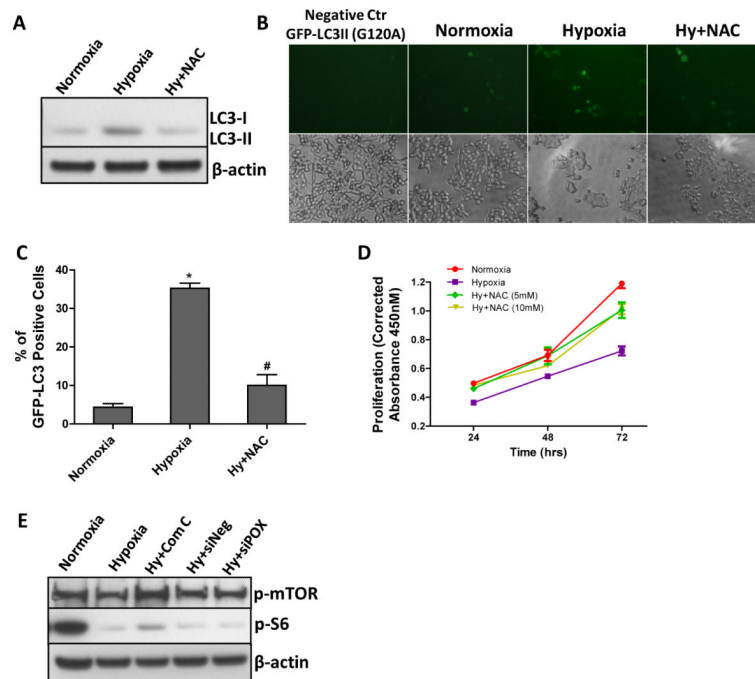 A
Normoxia
Hypoxia
Hy+NAC
LC3-I
LC3-II
β-actin
B
Negative Ctr
GFP-LC3II (G120A)
Normoxia
Hypoxia
Hy+NAC
C
% of
GFP-LC3 Positive Cells
40
30
20
10
0
*
#
Normoxia
Hypoxia
Hy+NAC
D
Proliferation (Corrected
Absorbance 450nM)
1.2
1.0
0.8
0.6
0.4
0.2
Normoxia
Hypoxia
Hy+NAC (5mM)
Hy+NAC (10mM)
24
48
72
Time (hrs)
E
Normoxia
Hypoxia
Hy+Com C
Hy+siNeg
Hy+siPOX
p-mTOR
p-S6
β-actin